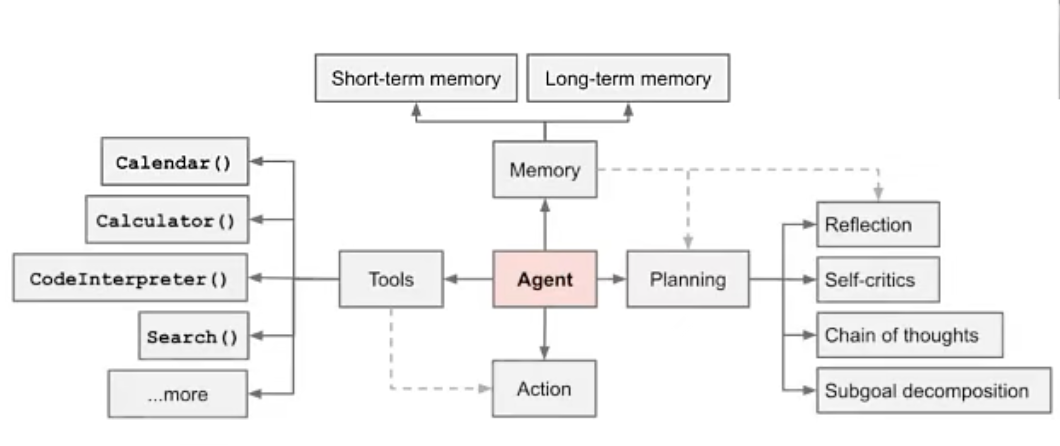 Short-term memory
Long-term memory
Calendar()
Memory
Calculator()
Reflection
CodeInterpreter()
Tools
Agent
Planning
Self-critics
Search()
Chain of thoughts
...more
Action
Subgoal decomposition